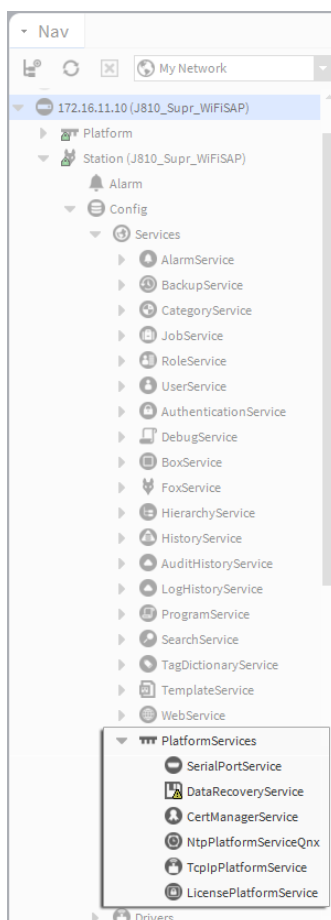 Nav
My Network
172.16.11.10 (J810_Supr_WiFiSAP)
Platform
Station (J810_Supr_WiFiSAP)
Alarm
Config
Services
AlarmService
BackupService
CategoryService
JobService
RoleService
UserService
AuthenticationService
DebugService
BoxService
FoxService
HierarchyService
HistoryService
AuditHistoryService
LogHistoryService
ProgramService
SearchService
TagDictionaryService
TemplateService
WebService
PlatformServices
SerialPortService
DataRecoveryService
CertManagerService
NtpPlatformServiceQnx
TcpIpPlatformService
LicensePlatformService
Drivers